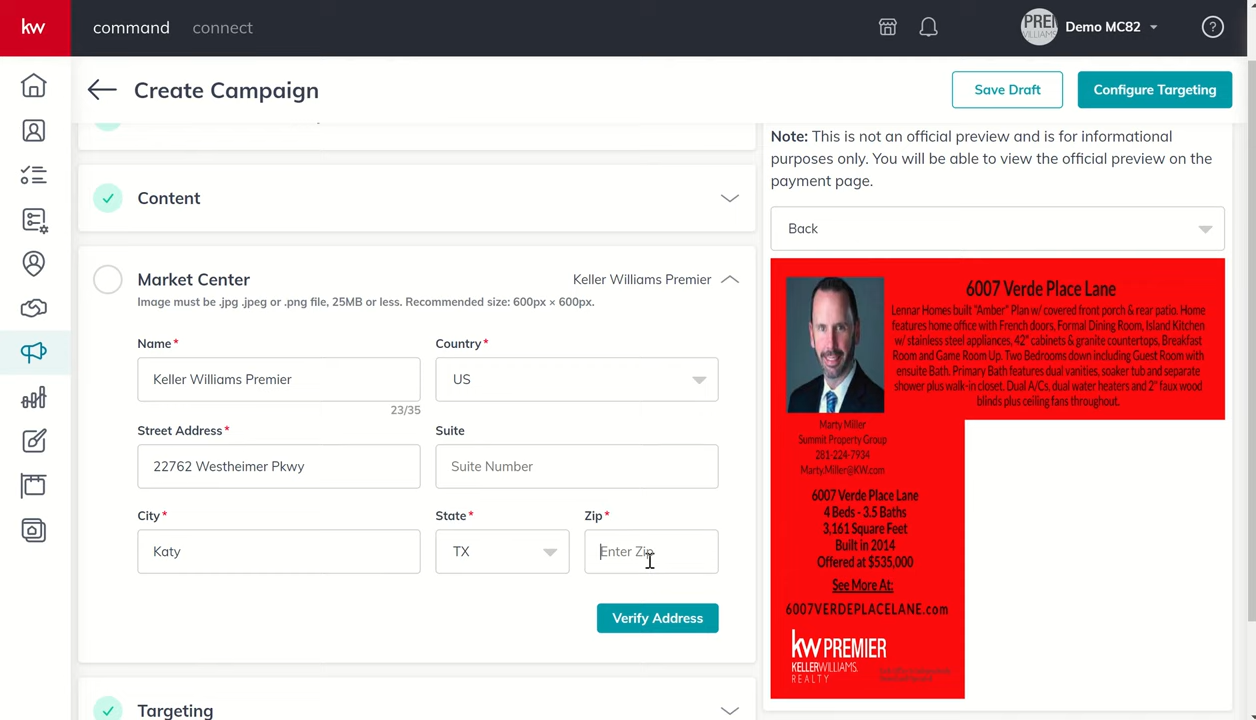 kw
command
connect
PREI
WILLIAMS
Demo MC82
Create Campaign
Save Draft
Configure Targeting
Content
Market Center
Keller Williams Premier
Image must be .jpg .jpeg or .png file, 25MB or less. Recommended size: 600px × 600px.
Name*
Country*
Keller Williams Premier
US
23/35
Street Address*
Suite
22762 Westheimer Pkwy
Suite Number
City*
State*
Zip*
Katy
TX
Enter Zip
Verify Address
Targeting
Note: This is not an official preview and is for informational
purposes only. You will be able to view the official preview on the
payment page.
Back
6007 Verde Place Lane
Lennar Homes built "Amber" Plan w/ covered front porch & rear patio. Home
features home office with French doors, Formal Dining Room, Island Kitchen
w/ stainless steel appliances, 42" cabinets & granite countertops, Breakfast
Room and Game Room Up. Two Bedrooms down including Guest Room with
ensuite Bath. Primary Bath features dual vanities, soaker tub and separate
shower plus walk-in closet. Dual A/Cs, dual water heaters and 2" faux wood
blinds plus ceiling fans throughout.
Marty Miller
Summit Property Group
281-224-7934
Marty.Miller@KW.com
6007 Verde Place Lane
4 Beds - 3.5 Baths
3,161 Square Feet
Built in 2014
Offered at $535,000
See More At:
6007VERDEPLACELANE.com
kw PREMIER
KELLERWILLIAMS.
REALTY